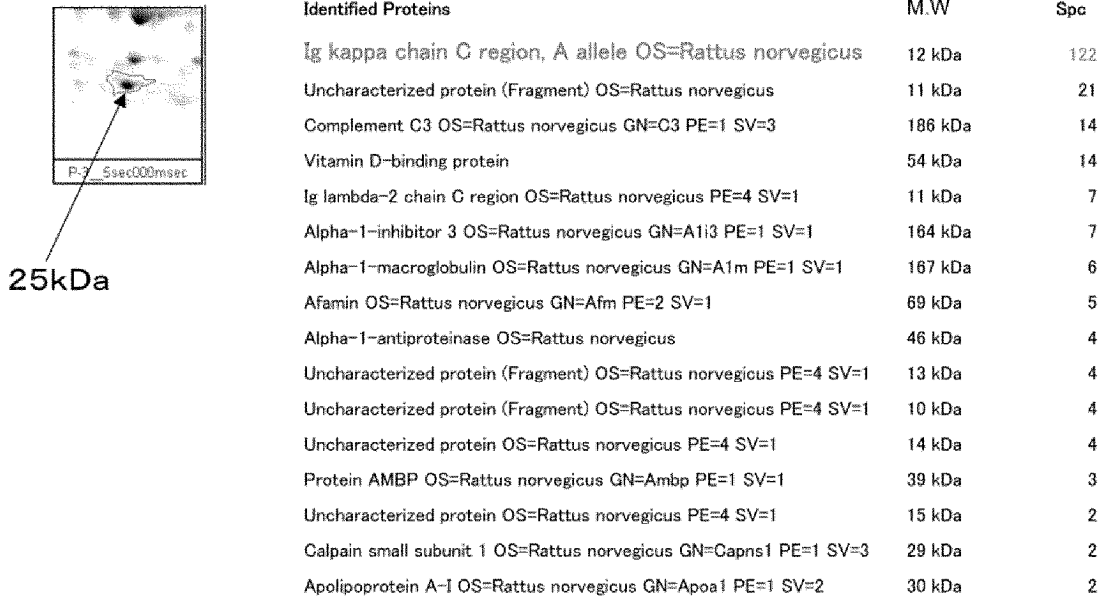 Identified Proteins M.W Spc
Ig kappa chain C region, A allele OS=Rattus norvegicus 12 kDa 122
Uncharacterized protein (Fragment) OS=Rattus norvegicus 11 kDa 21
Complement C3 OS=Rattus norvegicus GN=C3 PE=1 SV=3 186 kDa 14
Vitamin D-binding protein 54 kDa 14
P-3__5sec000msec
Ig lambda-2 chain C region OS=Rattus norvegicus PE=4 SV=1 11 kDa 7
Alpha-1-inhibitor 3 OS=Rattus norvegicus GN=A1i3 PE=1 SV=1 164 kDa 7
Alpha-1-macroglobulin OS=Rattus norvegicus GN=A1m PE=1 SV=1 167 kDa 6
25kDa
Afamin OS=Rattus norvegicus GN=Afm PE=2 SV=1 69 kDa 5
Alpha-1-antiproteinase OS=Rattus norvegicus 46 kDa 4
Uncharacterized protein (Fragment) OS=Rattus norvegicus PE=4 SV=1 13 kDa 4
Uncharacterized protein (Fragment) OS=Rattus norvegicus PE=4 SV=1 10 kDa 4
Uncharacterized protein OS=Rattus norvegicus PE=4 SV=1 14 kDa 4
Protein AMBP OS=Rattus norvegicus GN=Ambp PE=1 SV=1 39 kDa 3
Uncharacterized protein OS=Rattus norvegicus PE=4 SV=1 15 kDa 2
Calpain small subunit 1 OS=Rattus norvegicus GN=Capns1 PE=1 SV=3 29 kDa 2
Apolipoprotein A-I OS=Rattus norvegicus GN=Apoa1 PE=1 SV=2 30 kDa 2